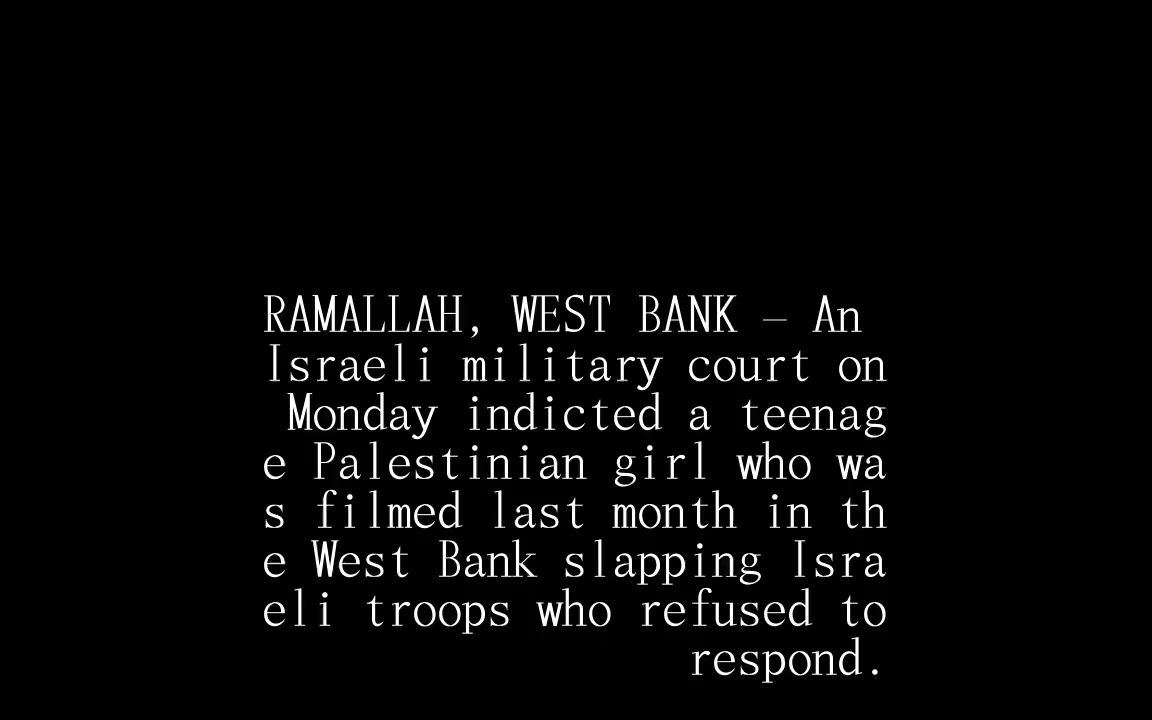 RAMALLAH, WEST BANK — An
Israeli military court on
Monday indicted a teenag
e Palestinian girl who wa
s filmed last month in th
e West Bank slapping Isra
eli troops who refused to
respond.